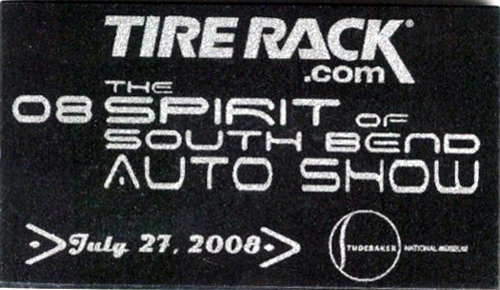 TIRE RACK®
.com
THE
08 SPIRIT OF
SOUTH BEND
AUTO SHOW
July 27, 2008
STUDEBAKER NATIONAL MUSEUM